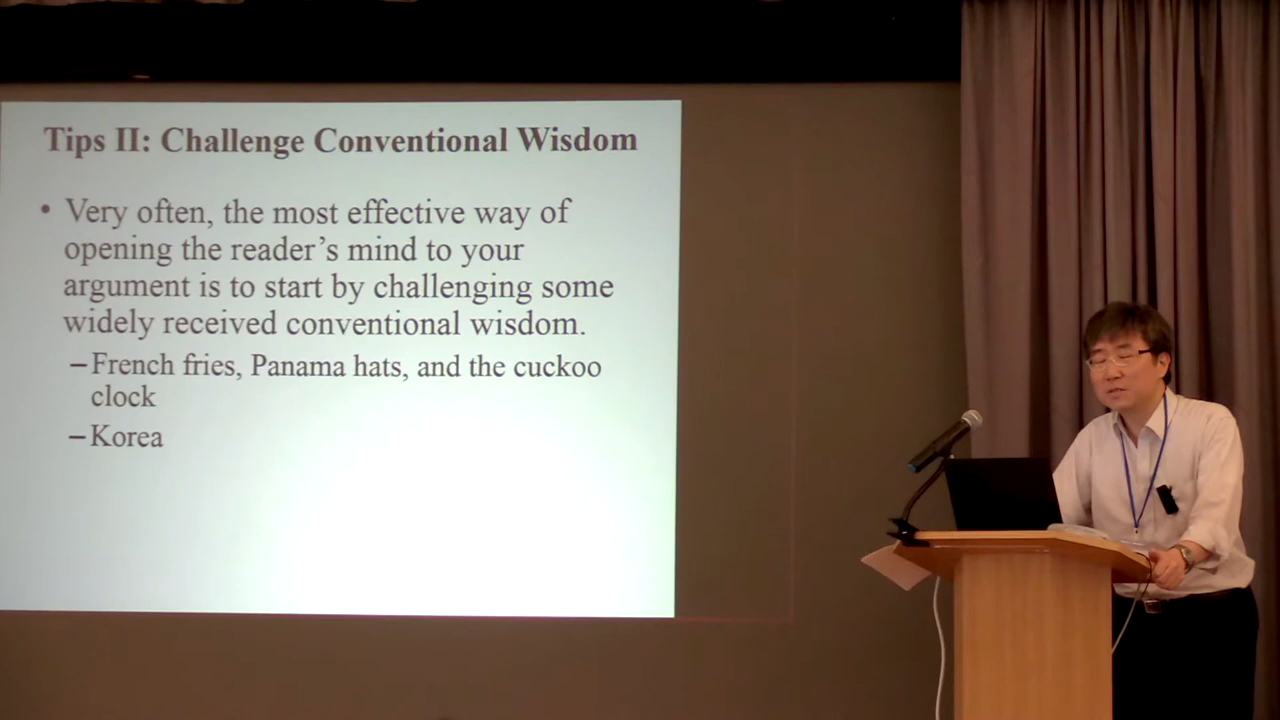 Tips II: Challenge Conventional Wisdom
• Very often, the most effective way of
opening the reader’s mind to your
argument is to start by challenging some
widely received conventional wisdom.
–French fries, Panama hats, and the cuckoo
clock
–Korea